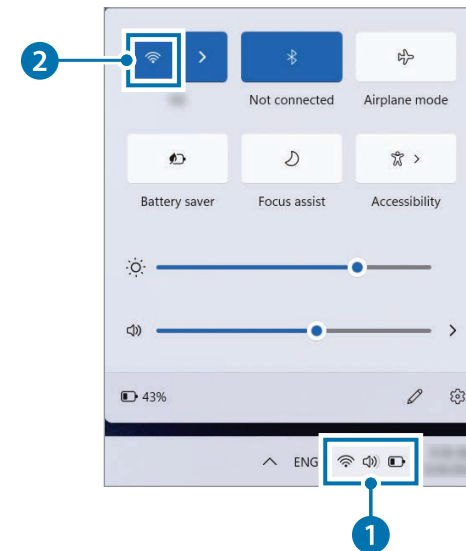 2
Not connected
Airplane mode
Battery saver
Focus assist
Accessibility
43%
ENG
1